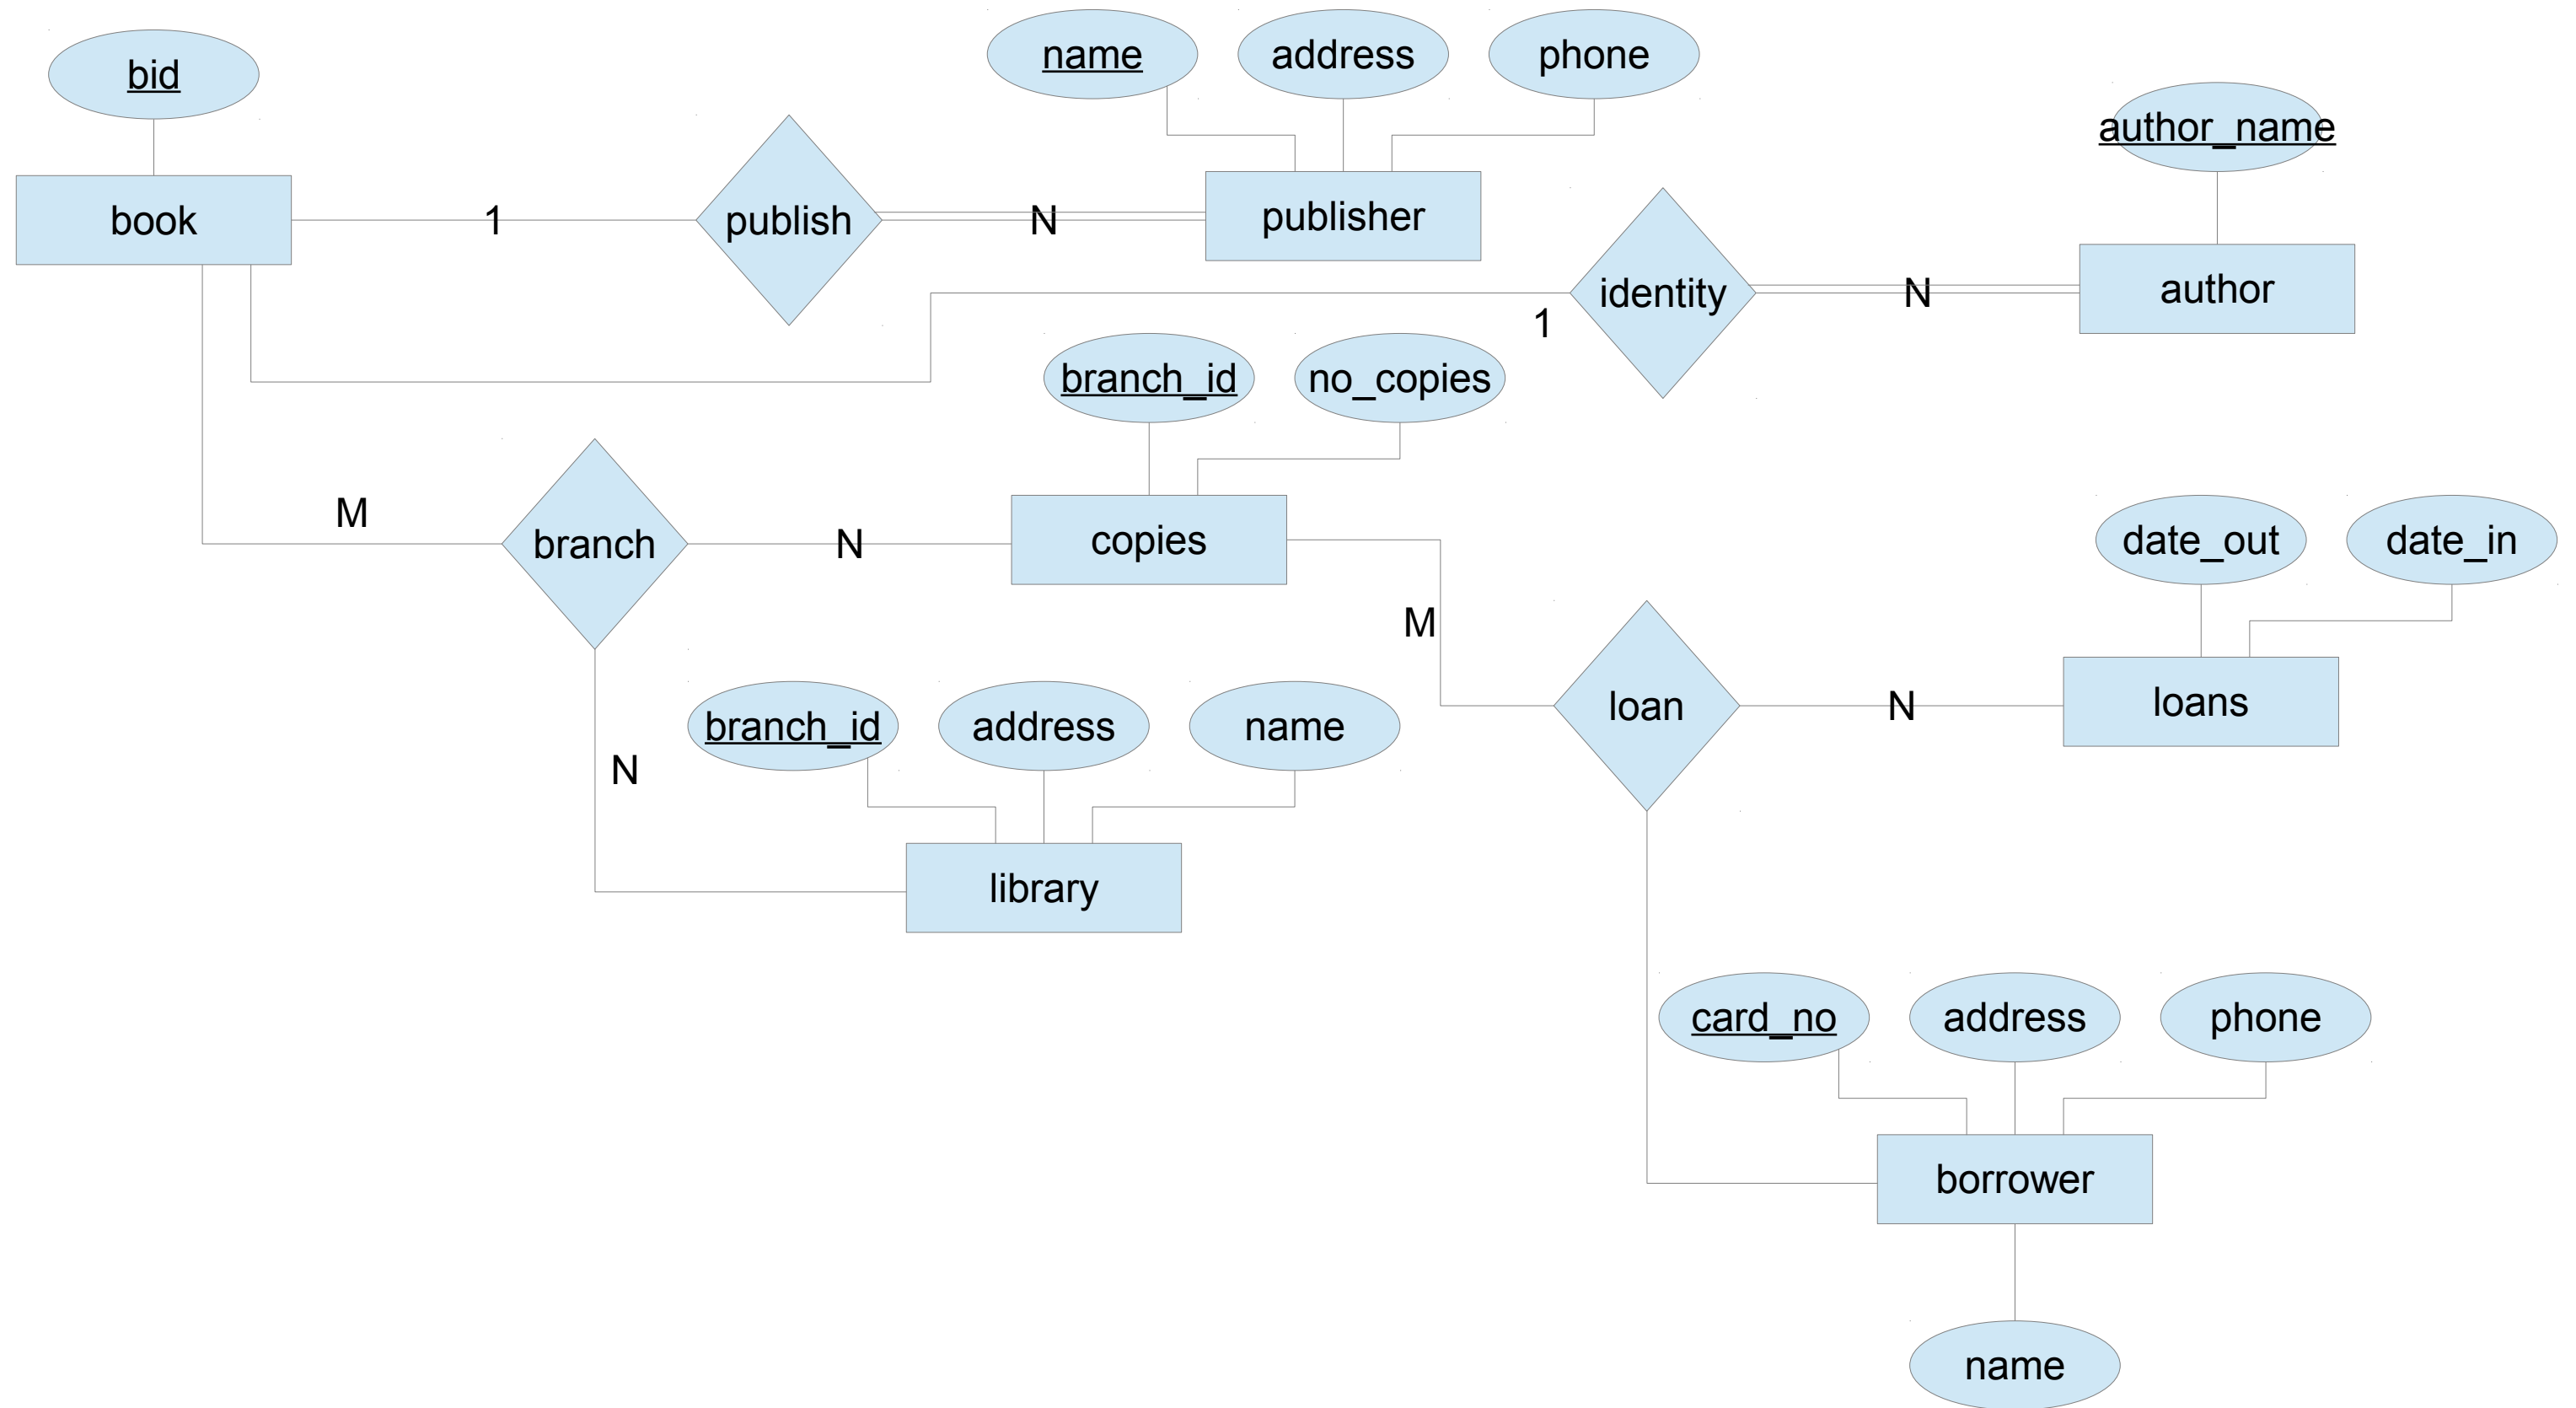 name
address
phone
bid
author_name
book
1
publish
N
publisher
identity
N
author
1
branch_id
no_copies
M
branch
N
copies
date_out
date_in
M
loan
N
loans
branch_id
address
name
N
library
card_no
address
phone
borrower
name